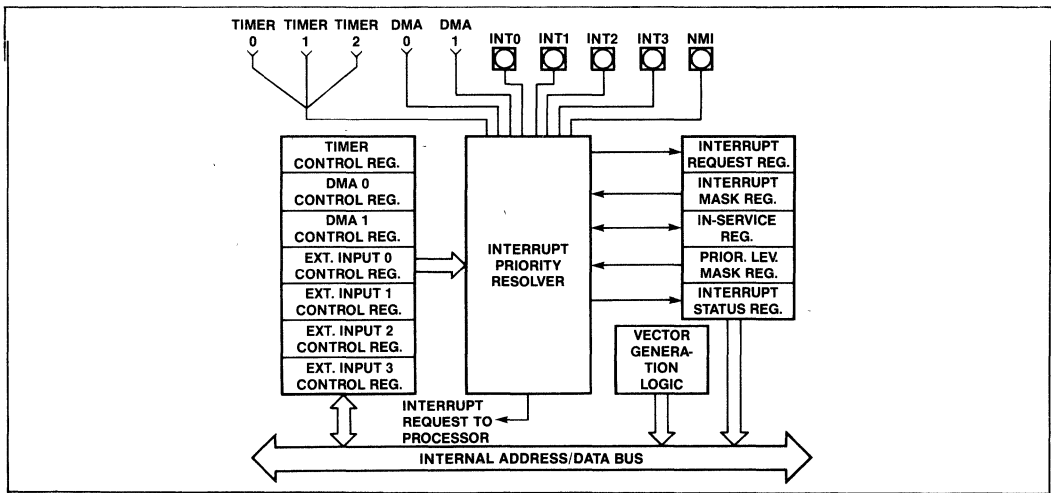 TIMER TIMER TIMER DMA DMA
0 1 2 0 1
INT0 INT1 INT2 INT3 NMI
TIMER
CONTROL REG.
DMA 0
CONTROL REG.
DMA 1
CONTROL REG.
EXT. INPUT 0
CONTROL REG.
EXT. INPUT 1
CONTROL REG.
EXT. INPUT 2
CONTROL REG.
EXT. INPUT 3
CONTROL REG.
INTERRUPT
PRIORITY
RESOLVER
INTERRUPT
REQUEST REG.
INTERRUPT
MASK REG.
IN-SERVICE
REG.
PRIOR. LEV.
MASK REG.
INTERRUPT
STATUS REG.
VECTOR
GENERA-
TION
LOGIC
INTERRUPT
REQUEST TO
PROCESSOR
INTERNAL ADDRESS/DATA BUS